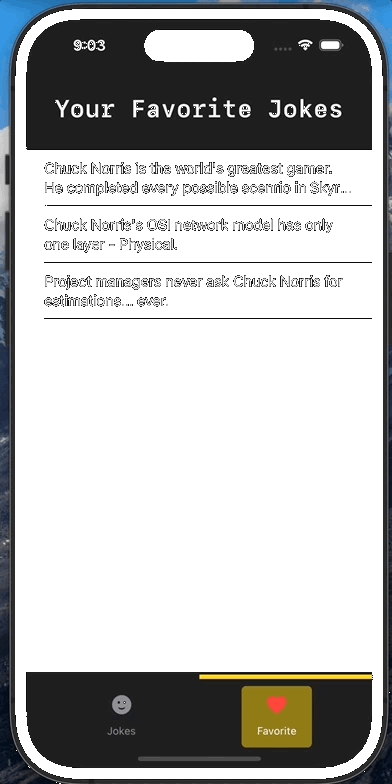 9:03
Your Favorite Jokes
Chuck Norris is the world's greatest gamer.
He completed every possible scenrio in Skyr...
Chuck Norris's OSI network model has only
one layer - Physical.
Project managers never ask Chuck Norris for
estimations... ever.
Jokes
Favorite